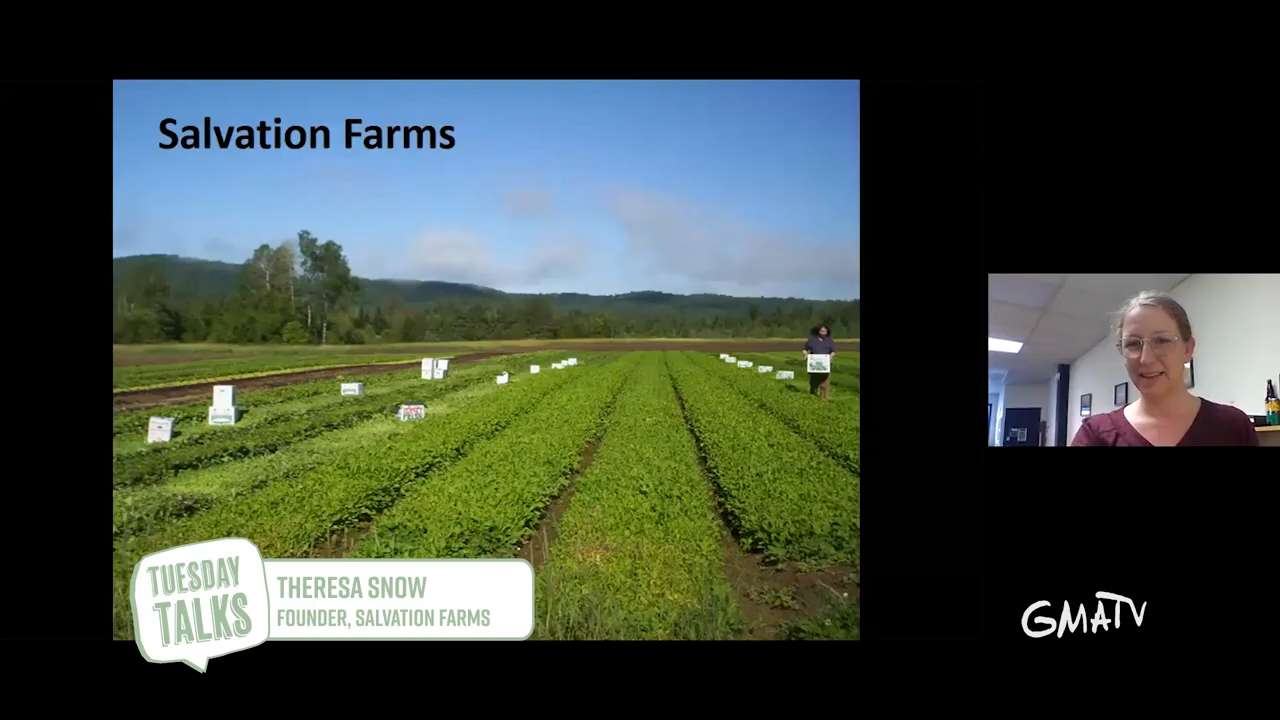 Salvation Farms
TUESDAY
TALKS
THERESA SNOW
FOUNDER, SALVATION FARMS
GMATV